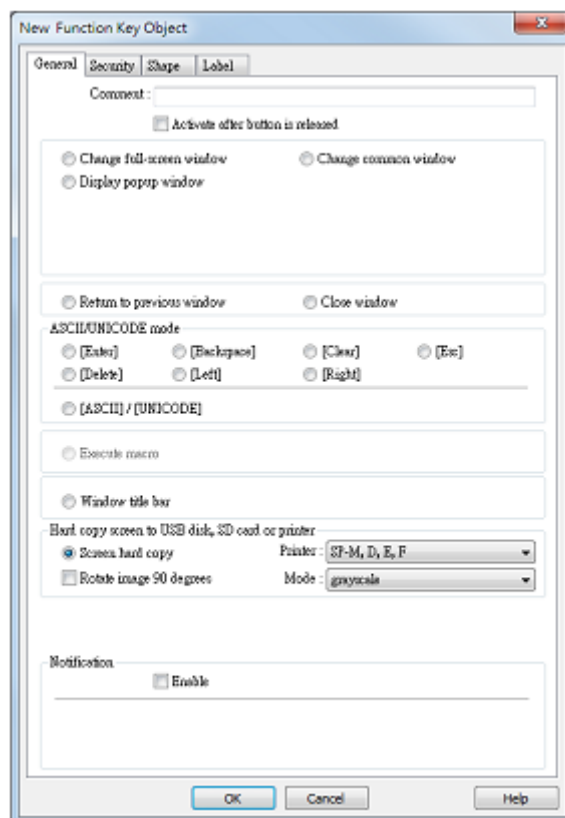 New Function Key Object
General Security Shape Label
Comment :
Activate after button is released
Change full-screen window Change common window
Display popup window
Return to previous window Close window
ASCII/UNICODE mode
[Enter] [Backspace] [Clear] [Esc]
[Delete] [Left] [Right]
[ASCII] / [UNICODE]
Execute macro
Window title bar
Hard copy screen to USB disk, SD card or printer
Screen hard copy Printer : SP-M, D, E, F
Rotate image 90 degrees Mode : grayscale
Notification
Enable
OK Cancel Help